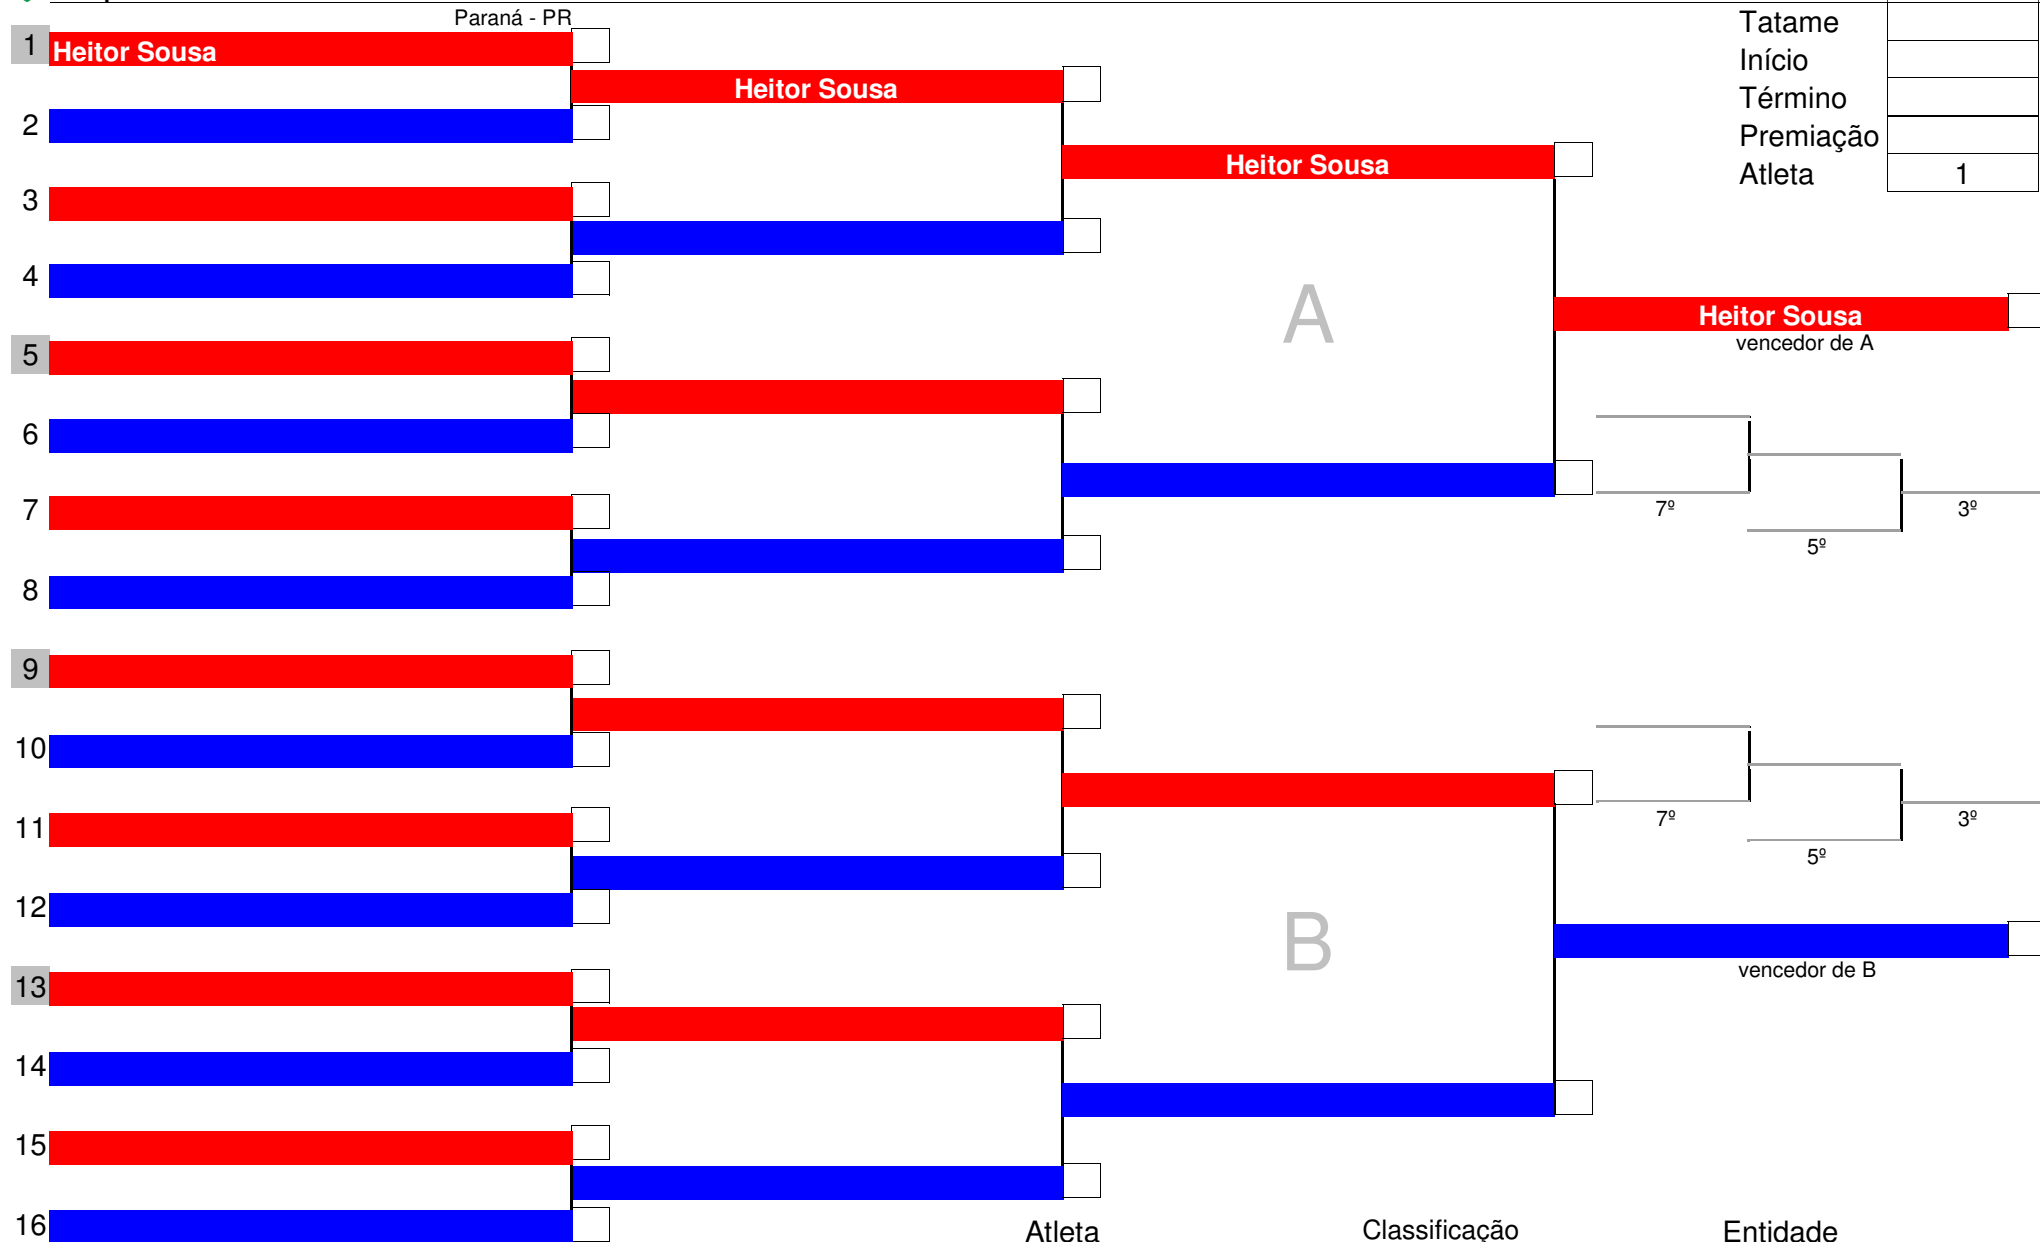 Paraná - PR
Tatame
1 Heitor Sousa
Início
Heitor Sousa
Término
2
Premiação
Heitor Sousa
Atleta 1
3
4
A
Heitor Sousa
vencedor de A
5
6
7
7º 3º
5º
8
9
10
11
7º 3º
5º
12
B
vencedor de B
13
14
15
16
Atleta Classificação Entidade